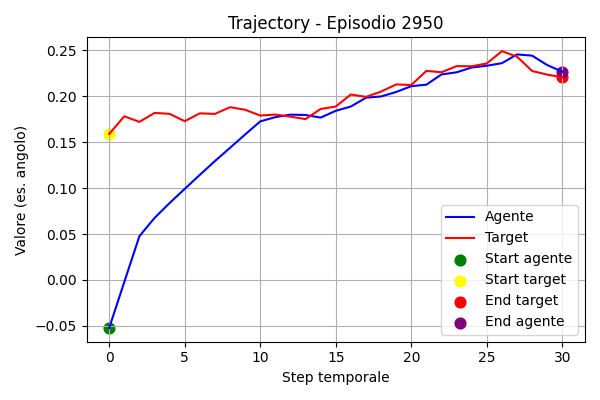 Trajectory - Episodio 2950
Valore (es. angolo)
0.25
0.20
0.15
0.10
0.05
0.00
−0.05
0
5
10
15
20
25
30
Step temporale
Agente
Target
Start agente
Start target
End target
End agente